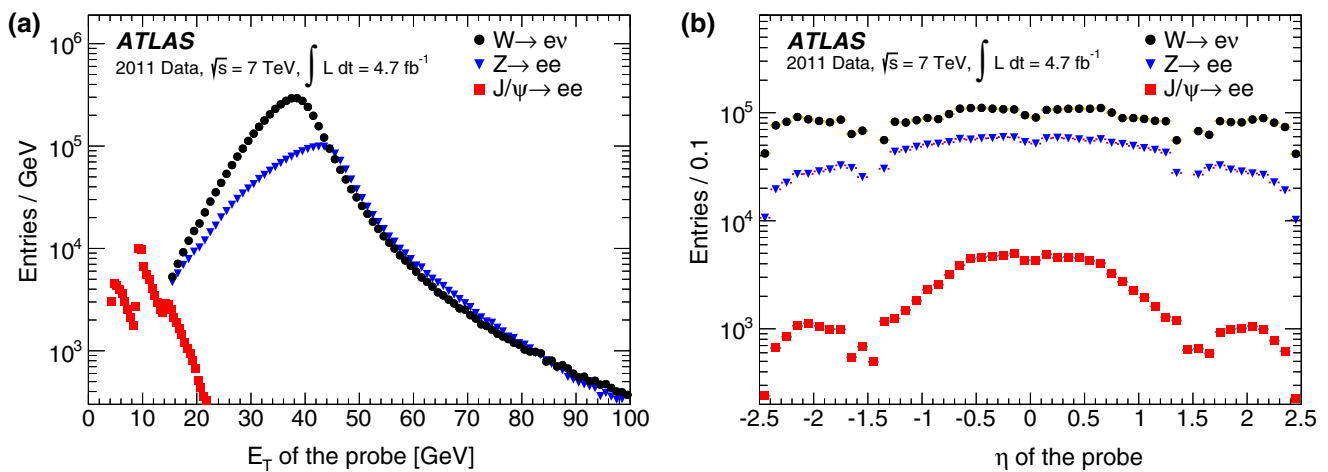 (a)
ATLAS
2011 Data, √s = 7 TeV, ∫ L dt = 4.7 fb⁻¹
W→ eν
Z→ ee
J/ψ→ ee
Entries / GeV
10⁶
10⁵
10⁴
10³
0 10 20 30 40 50 60 70 80 90 100
E_T of the probe [GeV]
(b)
ATLAS
2011 Data, √s = 7 TeV, ∫ L dt = 4.7 fb⁻¹
W→ eν
Z→ ee
J/ψ→ ee
Entries / 0.1
10⁶
10⁵
10⁴
10³
-2.5 -2 -1.5 -1 -0.5 0 0.5 1 1.5 2 2.5
η of the probe